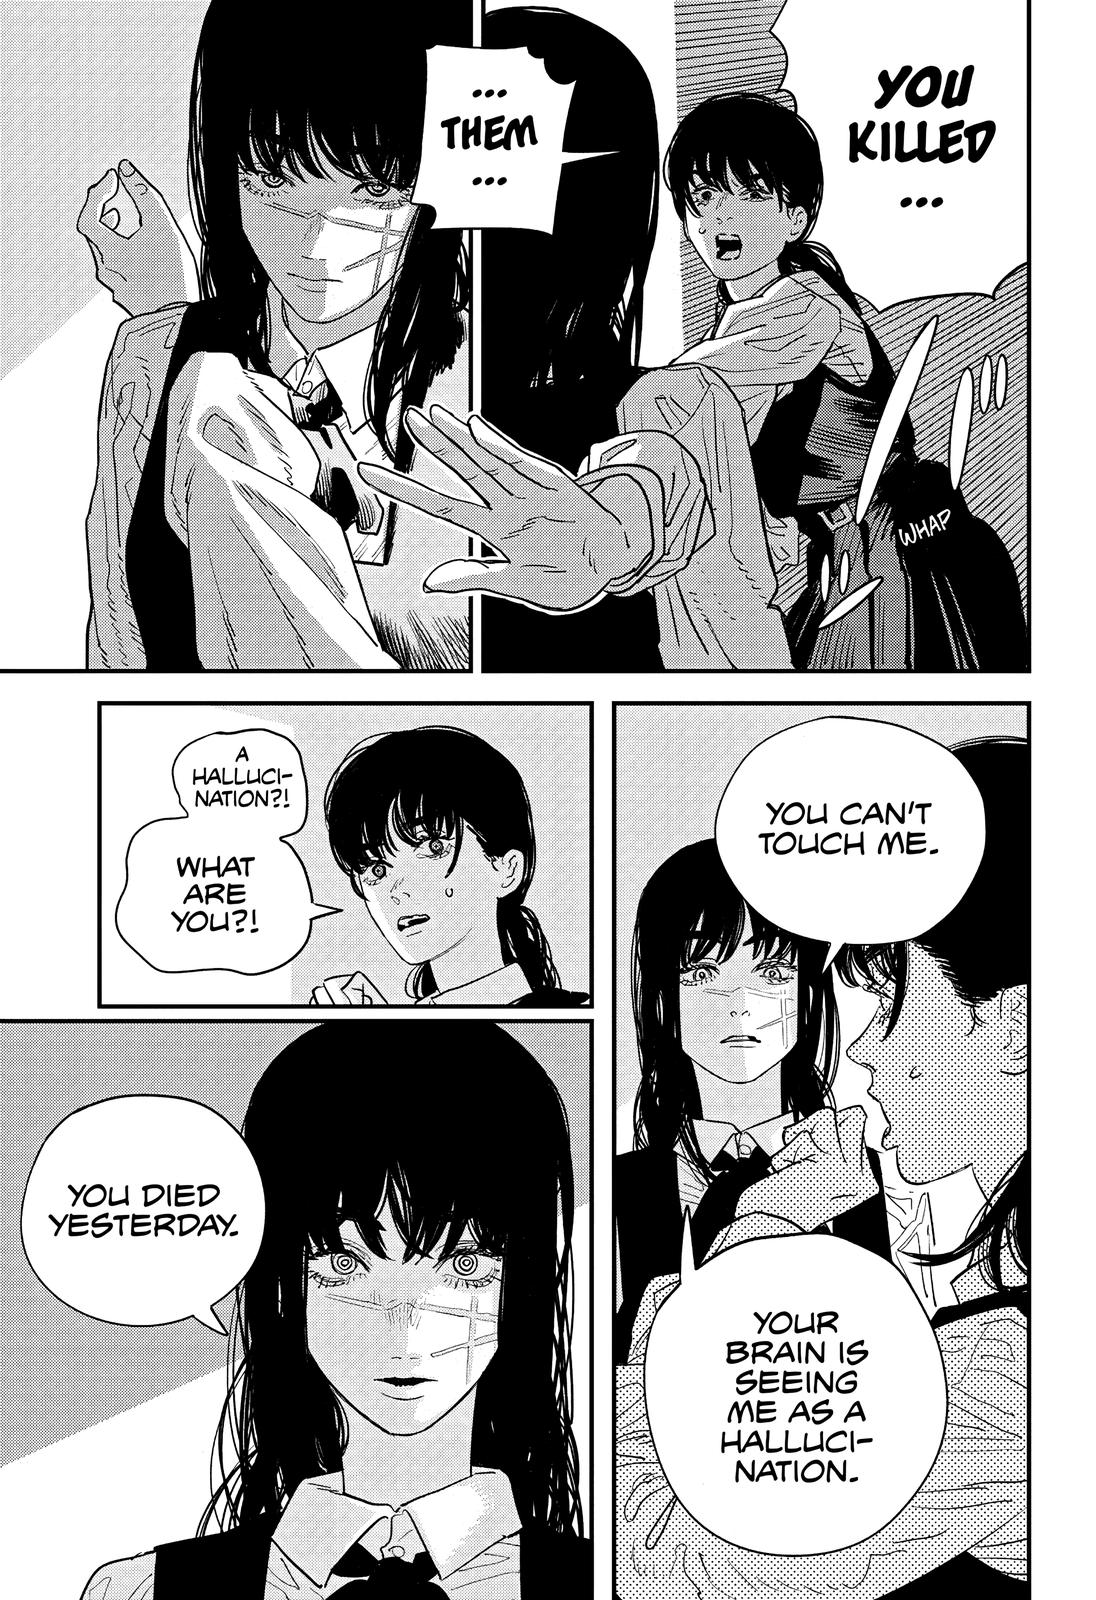 YOU
KILLED
...
WHAP
...
THEM
...
YOU CAN'T
TOUCH ME.
YOUR
BRAIN IS
SEEING
ME AS A
HALLUCI-
NATION.
A
HALLUCI-
NATION?!
WHAT
ARE
YOU?!
YOU DIED
YESTERDAY.